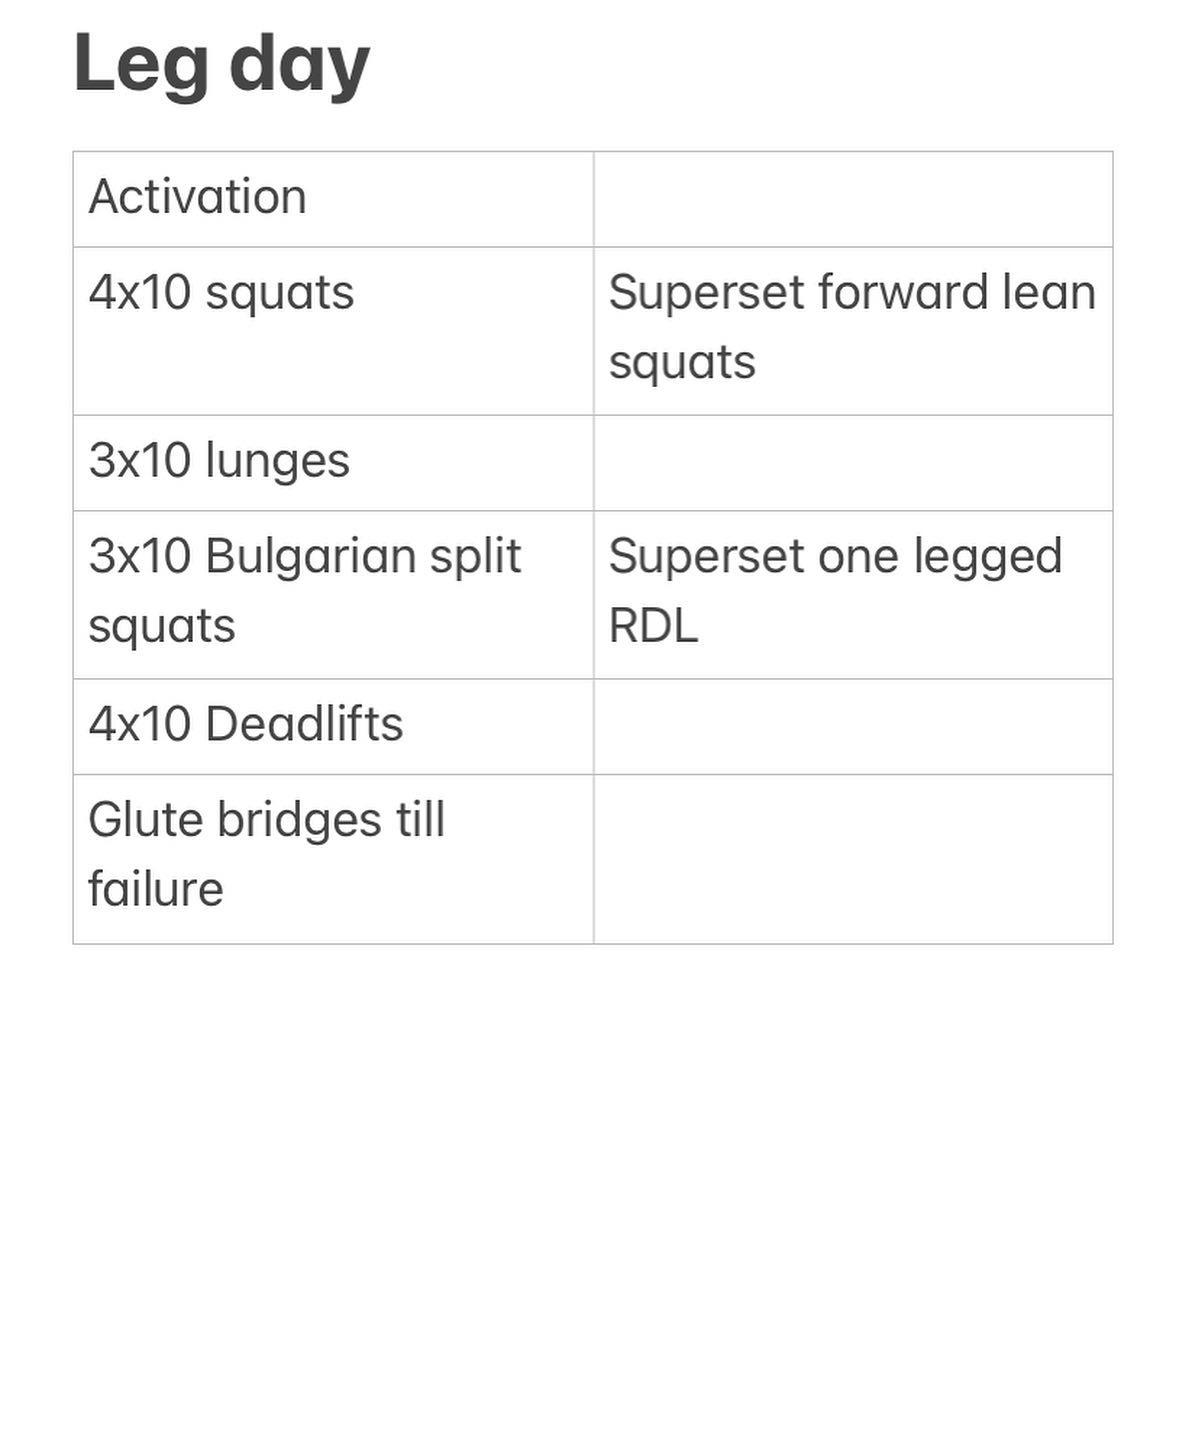 Leg day
Activation
4x10 squats
Superset forward lean
squats
3x10 lunges
3x10 Bulgarian split
squats
Superset one legged
RDL
4x10 Deadlifts
Glute bridges till
failure